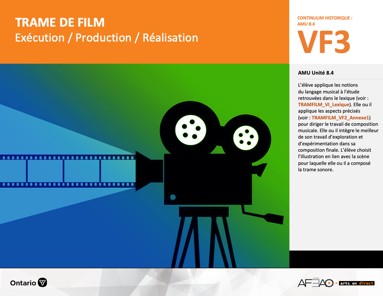 TRAME DE FILM
Exécution / Production / Réalisation
CONTINUUM HISTORIQUE :
AMU 8.4
VF3
AMU Unité 8.4
L'élève applique les notions
du langage musical à l'étude
retrouvées dans le lexique (voir :
TRAMFILM_VI_Lexique). Elle ou il
applique les aspects précisés
(voir : TRAMFILM_VF2_Annexe1)
pour diriger le travail de composition
musicale. Elle ou il intègre le meilleur
de son travail d'exploration et
d'expérimentation dans sa
composition finale. L'élève choisit
l'illustration en lien avec la scène
pour laquelle elle ou il a composé
la trame sonore.
Ontario
arts en direct